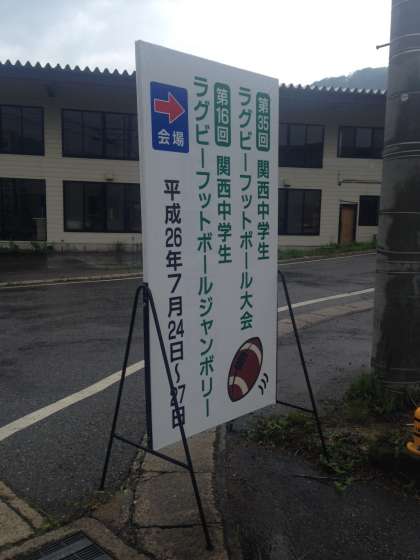 第35回 関西中学生
ラグビーフットボール大会
第16回 関西中学生
ラグビーフットボールジャンボリー
平成26年7月24日~27日
会場